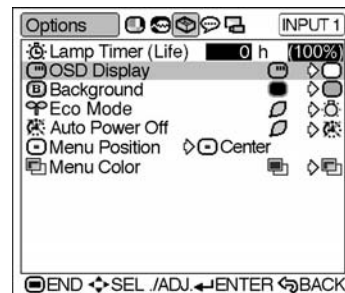 Options INPUT 1
Lamp Timer (Life) 0 h (100%)
OSD Display
B Background
Eco Mode
Auto Power Off
Menu Position Center
Menu Color
END SEL./ADJ. ENTER BACK